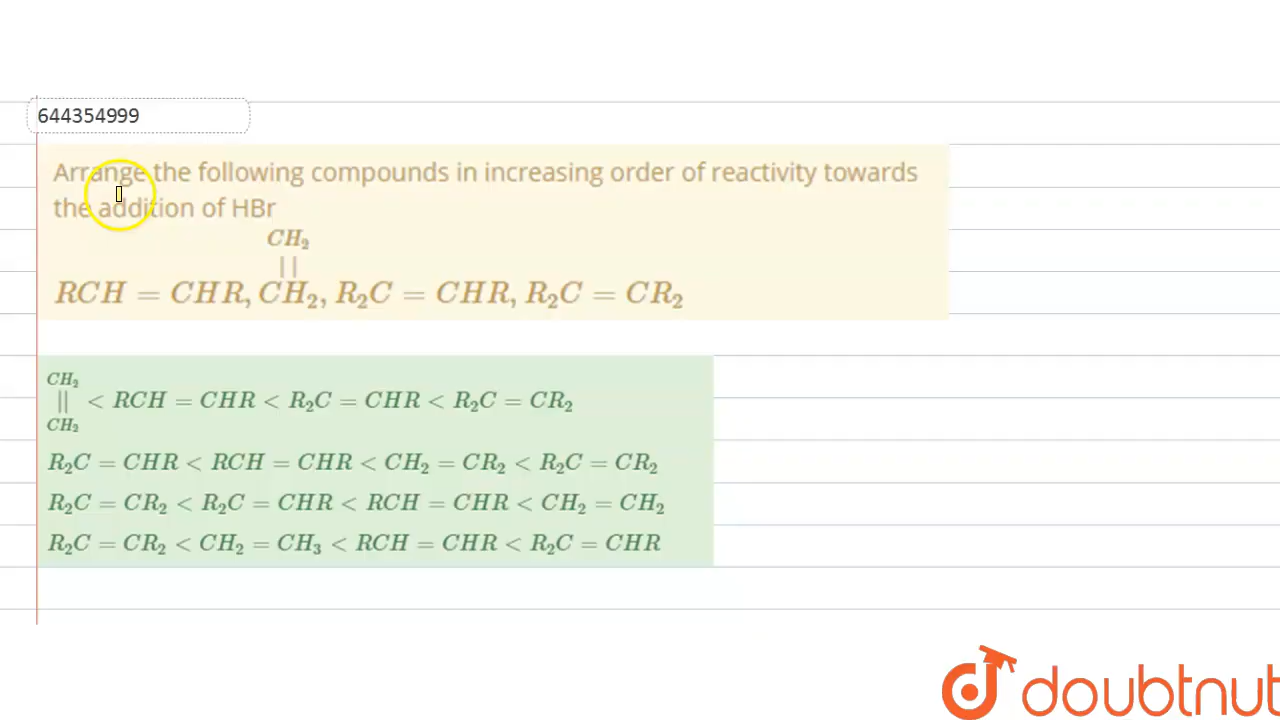 644354999
Arrange the following compounds in increasing order of reactivity towards
the addition of HBr
CH₂
||
RCH = CHR, CH₂, R₂C = CHR, R₂C = CR₂
CH₂
|| < RCH = CHR < R₂C = CHR < R₂C = CR₂
CH₂
R₂C = CHR < RCH = CHR < CH₂ = CR₂ < R₂C = CR₂
R₂C = CR₂ < R₂C = CHR < RCH = CHR < CH₂ = CH₂
R₂C = CR₂ < CH₂ = CH₃ < RCH = CHR < R₂C = CHR
doubtnut